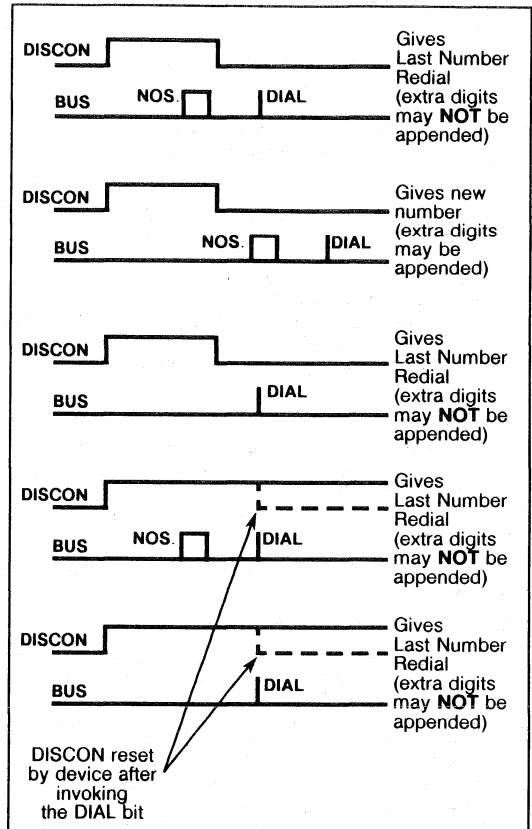 DISCON
Gives
Last Number
Redial
(extra digits
may NOT be
appended)
BUS
NOS.
DIAL
DISCON
Gives new
number
(extra digits
may be
appended)
BUS
NOS.
DIAL
DISCON
Gives
Last Number
Redial
(extra digits
may NOT be
appended)
BUS
DIAL
DISCON
Gives
Last Number
Redial
(extra digits
may NOT be
appended)
BUS
NOS.
DIAL
DISCON
Gives
Last Number
Redial
(extra digits
may NOT be
appended)
BUS
DIAL
DISCON reset
by device after
invoking
the DIAL bit